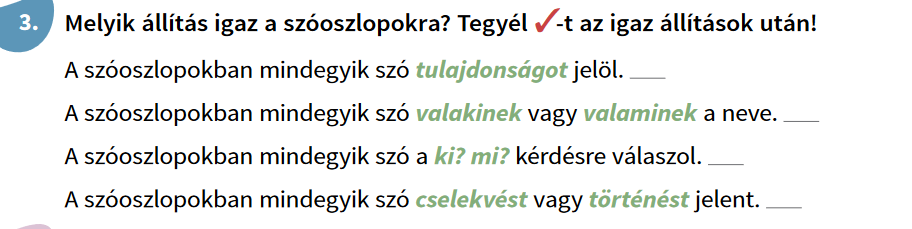 3. Melyik állítás igaz a szóoszlopokra? Tegyél ✓-t az igaz állítások után!
A szóoszlopokban mindegyik szó tulajdonságot jelöl. ___
A szóoszlopokban mindegyik szó valakinek vagy valaminek a neve. ___
A szóoszlopokban mindegyik szó a ki? mi? kérdésre válaszol. ___
A szóoszlopokban mindegyik szó cselekvést vagy történést jelent. ___